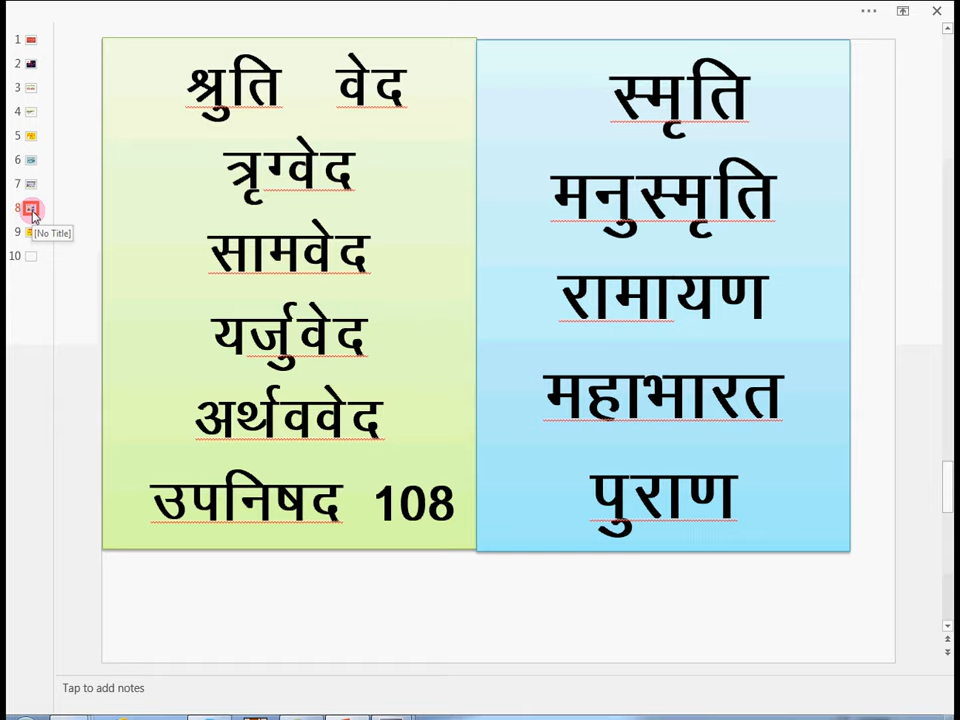 1
2
3
4
5
6
7
8
9
10
[No Title]
श्रुति वेद
त्रृग्वेद
सामवेद
यर्जुवेद
अर्थववेद
उपनिषद 108
स्मृति
मनुस्मृति
रामायण
महाभारत
पुराण
Tap to add notes